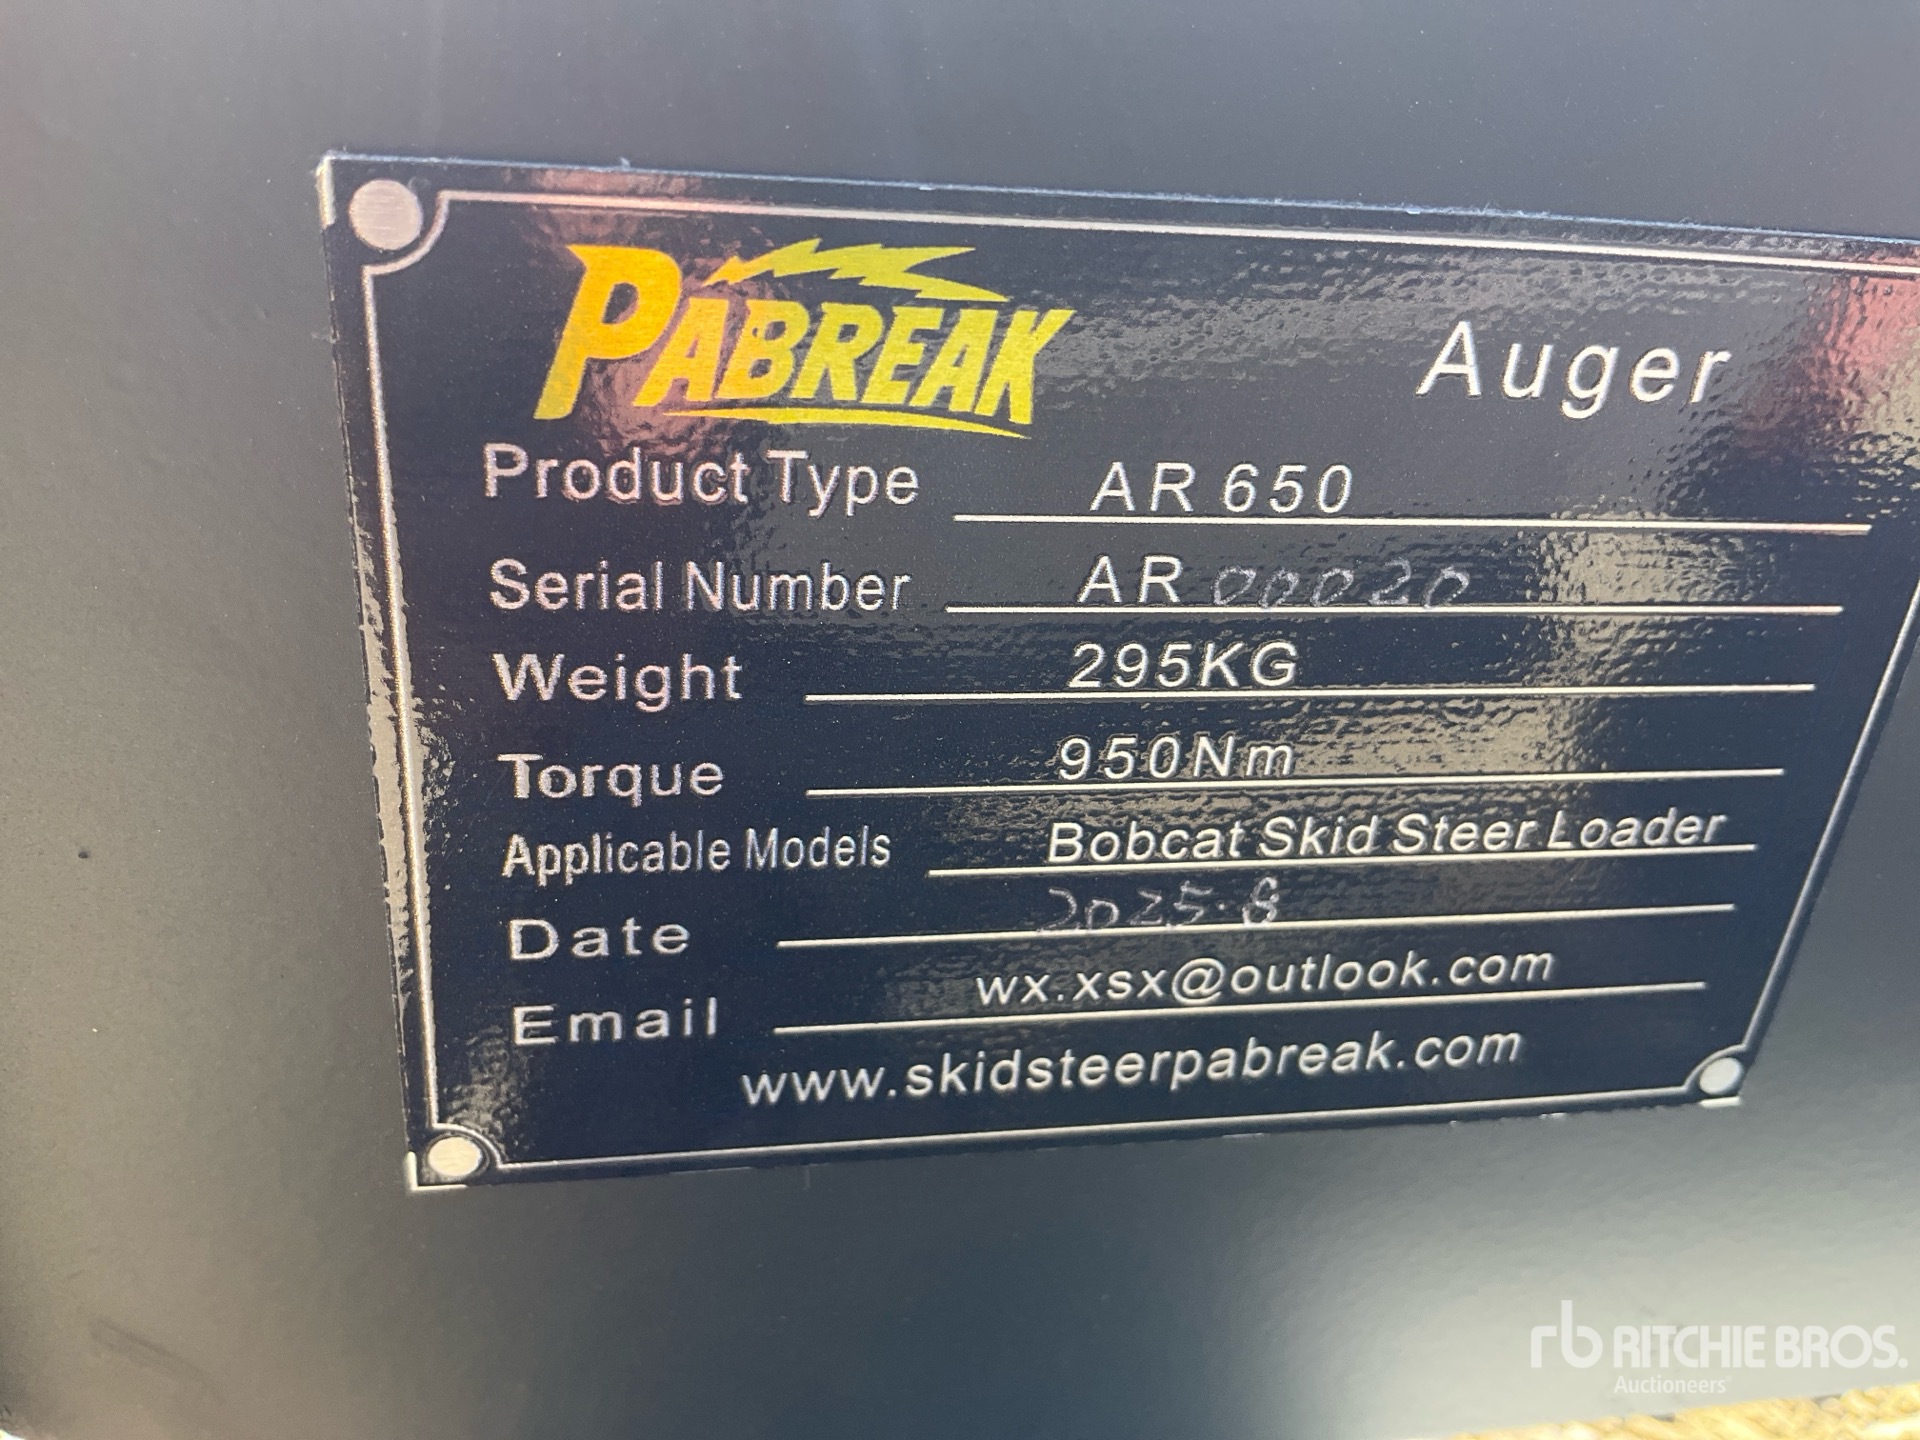 PABREAK Auger
Product Type AR 650
Serial Number AR 00020
Weight 295KG
Torque 950Nm
Applicable Models Bobcat Skid Steer Loader
Date 2025.8
Email wx.xsx@outlook.com
www.skidsteerpabreak.com
rb RITCHIE BROS.
Auctioneers